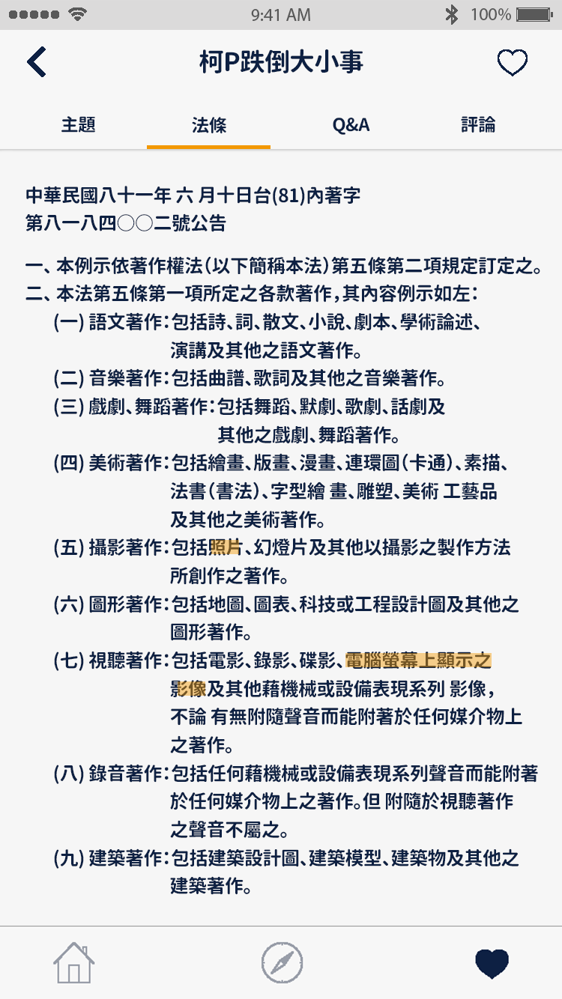 9:41 AM
100%
柯P跌倒大小事
主題
法條
Q&A
評論
中華民國八十一年 六 月十日台(81)內著字
第八一八四〇〇二號公告
一、本例示依著作權法(以下簡稱本法)第五條第二項規定訂定之。
二、本法第五條第一項所定之各款著作,其內容例示如左:
(一) 語文著作:包括詩、詞、散文、小說、劇本、學術論述、
演講及其他之語文著作。
(二) 音樂著作:包括曲譜、歌詞及其他之音樂著作。
(三) 戲劇、舞蹈著作:包括舞蹈、默劇、歌劇、話劇及
其他之戲劇、舞蹈著作。
(四) 美術著作:包括繪畫、版畫、漫畫、連環圖(卡通)、素描、
法書(書法)、字型繪 畫、雕塑、美術 工藝品
及其他之美術著作。
(五) 攝影著作:包括照片、幻燈片及其他以攝影之製作方法
所創作之著作。
(六) 圖形著作:包括地圖、圖表、科技或工程設計圖及其他之
圖形著作。
(七) 視聽著作:包括電影、錄影、碟影、電腦螢幕上顯示之
影像及其他藉機械或設備表現系列 影像,
不論 有無附隨聲音而能附著於任何媒介物上
之著作。
(八) 錄音著作:包括任何藉機械或設備表現系列聲音而能附著
於任何媒介物上之著作。但 附隨於視聽著作
之聲音不屬之。
(九) 建築著作:包括建築設計圖、建築模型、建築物及其他之
建築著作。